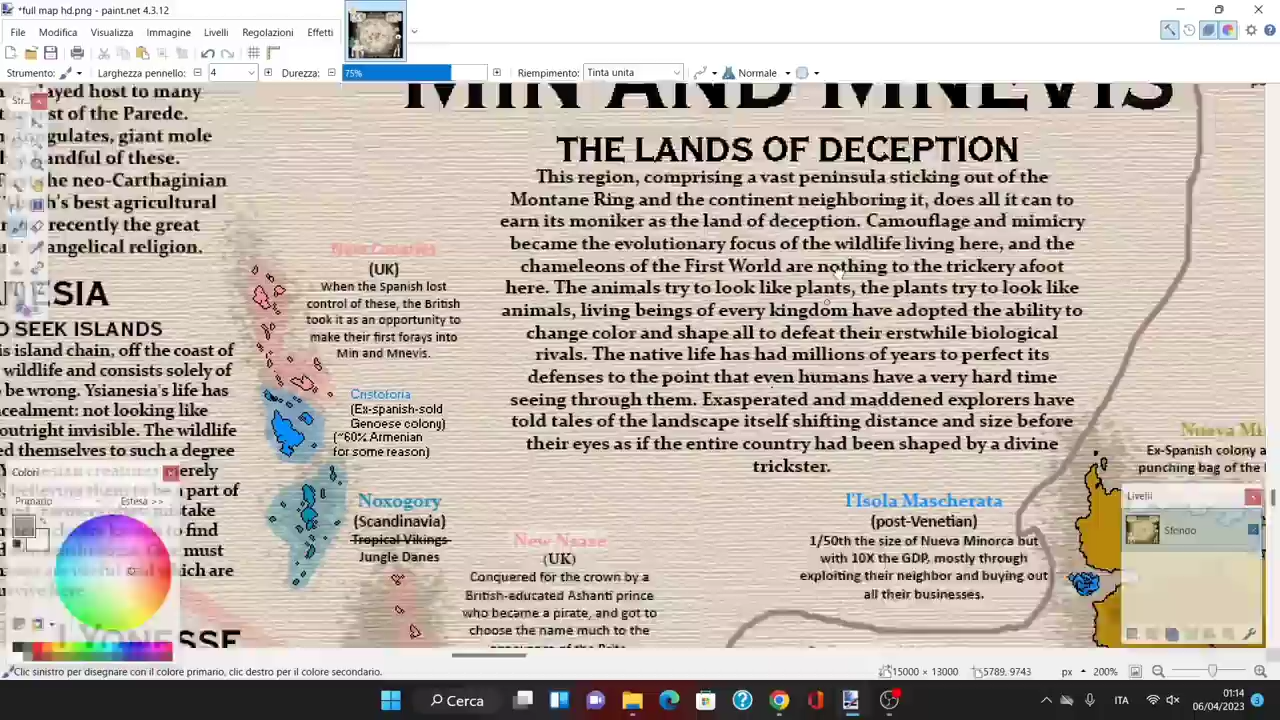 *full map hd.png - paint.net 4.3.12
File Modifica Visualizza Immagine Livelli Regolazioni Effetti
Strumento: Larghezza pennello: 4 Durezza: 75% Riempimento: Tinta unita Normale
MIN AND MNEVIS
THE LANDS OF DECEPTION
This region, comprising a vast peninsula sticking out of the
Montane Ring and the continent neighboring it, does all it can to
earn its moniker as the land of deception. Camouflage and mimicry
became the evolutionary focus of the wildlife living here, and the
chameleons of the First World are nothing to the trickery afoot
here. The animals try to look like plants, the plants try to look like
animals, living beings of every kingdom have adopted the ability to
change color and shape all to defeat their erstwhile biological
rivals. The native life has had millions of years to perfect its
defenses to the point that even humans have a very hard time
seeing through them. Exasperated and maddened explorers have
told tales of the landscape itself shifting distance and size before
their eyes as if the entire country had been shaped by a divine
trickster.
ayed host to many
st of the Parede.
ngulates, giant mole
andful of these.
he neo-Carthaginian
h's best agricultural
recently the great
angelical religion.
ESIA
O SEEK ISLANDS
is island chain, off the coast of
wildlife and consists solely of
be wrong. Ysianesia's life has
ncealment: not looking like
outright invisible. The wildlife
ed themselves to such a degree
creatures merely
part of
take
to find
must
which are
LYONESSE
(UK)
When the Spanish lost
control of these, the British
took it as an opportunity to
make their first forays into
Min and Mnevis.
Cristoforia
(Ex-spanish-sold
Genoese colony)
(~60% Armenian
for some reason)
Noxogory
(Scandinavia)
Tropical Vikings
Jungle Danes
New
(UK)
Conquered for the crown by a
British-educated Ashanti prince
who became a pirate, and got to
choose the name much to the
l'Isola Mascherata
(post-Venetian)
1/50th the size of Nueva Minorca but
with 10X the GDP, mostly through
exploiting their neighbor and buying out
all their businesses.
Nueva Mi
Ex-Spanish colony a
punching bag of the
Str...
Colori
Primario Estesa >>
Livelli
Sfondo
Clic sinistro per disegnare con il colore primario, clic destro per il colore secondario.
15000 × 13000 5789, 9743 px 200%
Cerca
ITA
01:14
06/04/2023
3